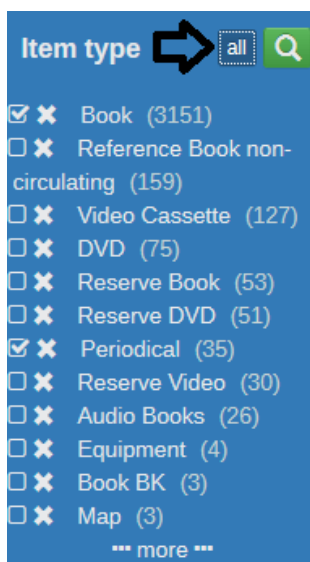 Item type all
Book (3151)
Reference Book non-
circulating (159)
Video Cassette (127)
DVD (75)
Reserve Book (53)
Reserve DVD (51)
Periodical (35)
Reserve Video (30)
Audio Books (26)
Equipment (4)
Book BK (3)
Map (3)
••• more •••